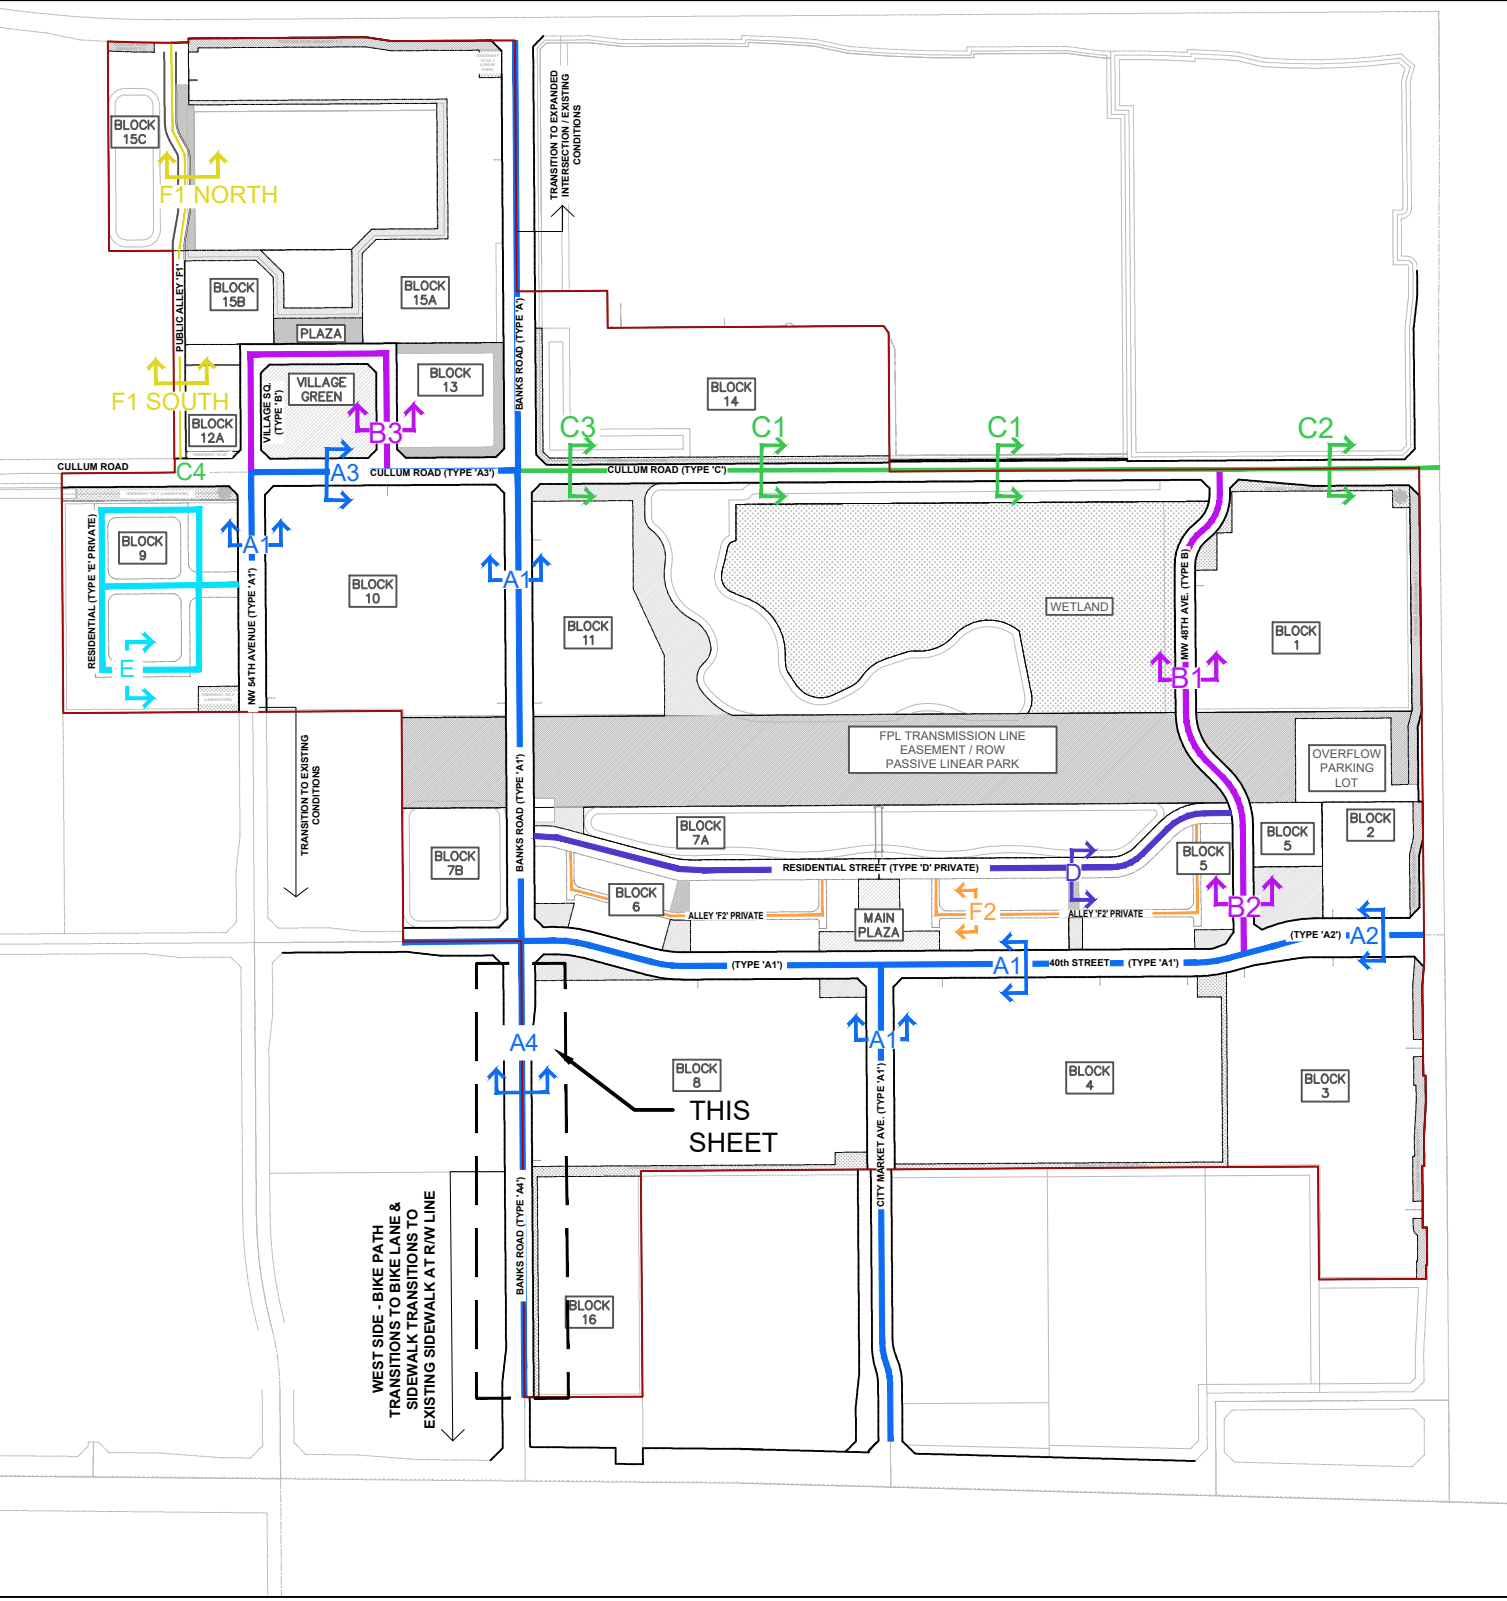 TRANSITION TO EXPANDED
INTERSECTION / EXISTING
CONDITIONS
BLOCK
15C
F1 NORTH
PUBLIC ALLEY 'F1'
BLOCK
15B
BLOCK
15A
PLAZA
BANKS ROAD (TYPE 'A')
VILLAGE
GREEN
VILLAGE SQ.
(TYPE 'B')
BLOCK
13
BLOCK
14
F1 SOUTH
BLOCK
12A
B3
C3
C1
C1
C2
CULLUM ROAD
C4
A3
CULLUM ROAD (TYPE 'A3')
CULLUM ROAD (TYPE 'C')
RESIDENTIAL (TYPE 'E' PRIVATE)
BLOCK
9
E
A1
NW 54TH AVENUE (TYPE 'A1')
BLOCK
10
A1
BLOCK
11
WETLAND
MW 48TH AVE. (TYPE B)
B1
BLOCK
1
FPL TRANSMISSION LINE
EASEMENT / ROW
PASSIVE LINEAR PARK
OVERFLOW
PARKING
LOT
TRANSITION TO EXISTING
CONDITIONS
BANKS ROAD (TYPE 'A1')
BLOCK
7A
BLOCK
7B
BLOCK
5
BLOCK
5
BLOCK
2
RESIDENTIAL STREET (TYPE 'D' PRIVATE)
D
BLOCK
6
ALLEY 'F2' PRIVATE
MAIN
PLAZA
F2
ALLEY 'F2' PRIVATE
B2
(TYPE 'A2')
A2
(TYPE 'A1')
A1
40th STREET
(TYPE 'A1')
A4
A1
BLOCK
8
BLOCK
4
BLOCK
3
THIS
SHEET
CITY MARKET AVE. (TYPE 'A1')
BANKS ROAD (TYPE 'A4')
WEST SIDE - BIKE PATH
TRANSITIONS TO BIKE LANE &
SIDEWALK TRANSITIONS TO
EXISTING SIDEWALK AT R/W LINE
BLOCK
16